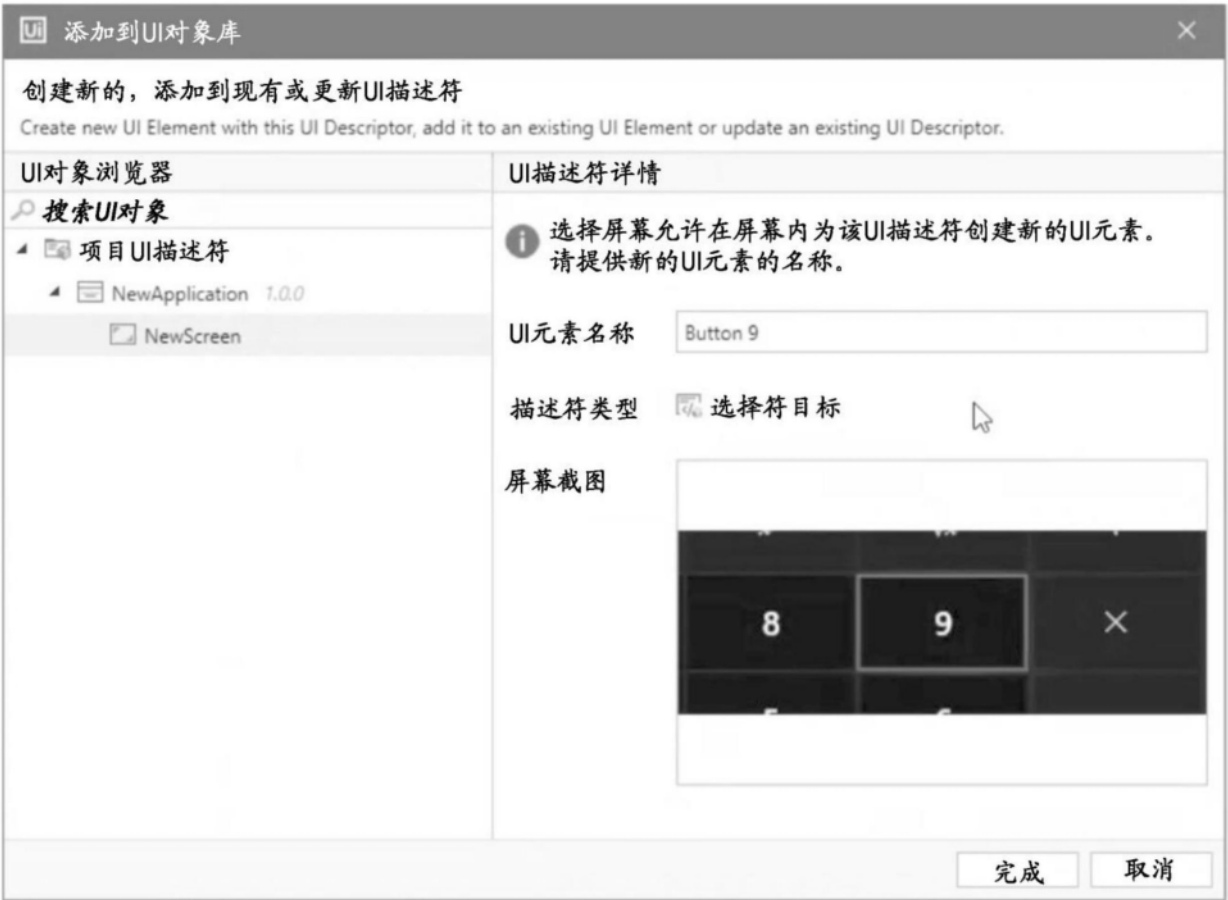 Ui 添加到UI对象库
创建新的，添加到现有或更新UI描述符
Create new UI Element with this UI Descriptor, add it to an existing UI Element or update an existing UI Descriptor.
UI对象浏览器
搜索UI对象
项目UI描述符
NewApplication 1.0.0
NewScreen
UI描述符详情
选择屏幕允许在屏幕内为该UI描述符创建新的UI元素。
请提供新的UI元素的名称。
UI元素名称 Button 9
描述符类型 选择符目标
屏幕截图
8 9 ×
完成 取消